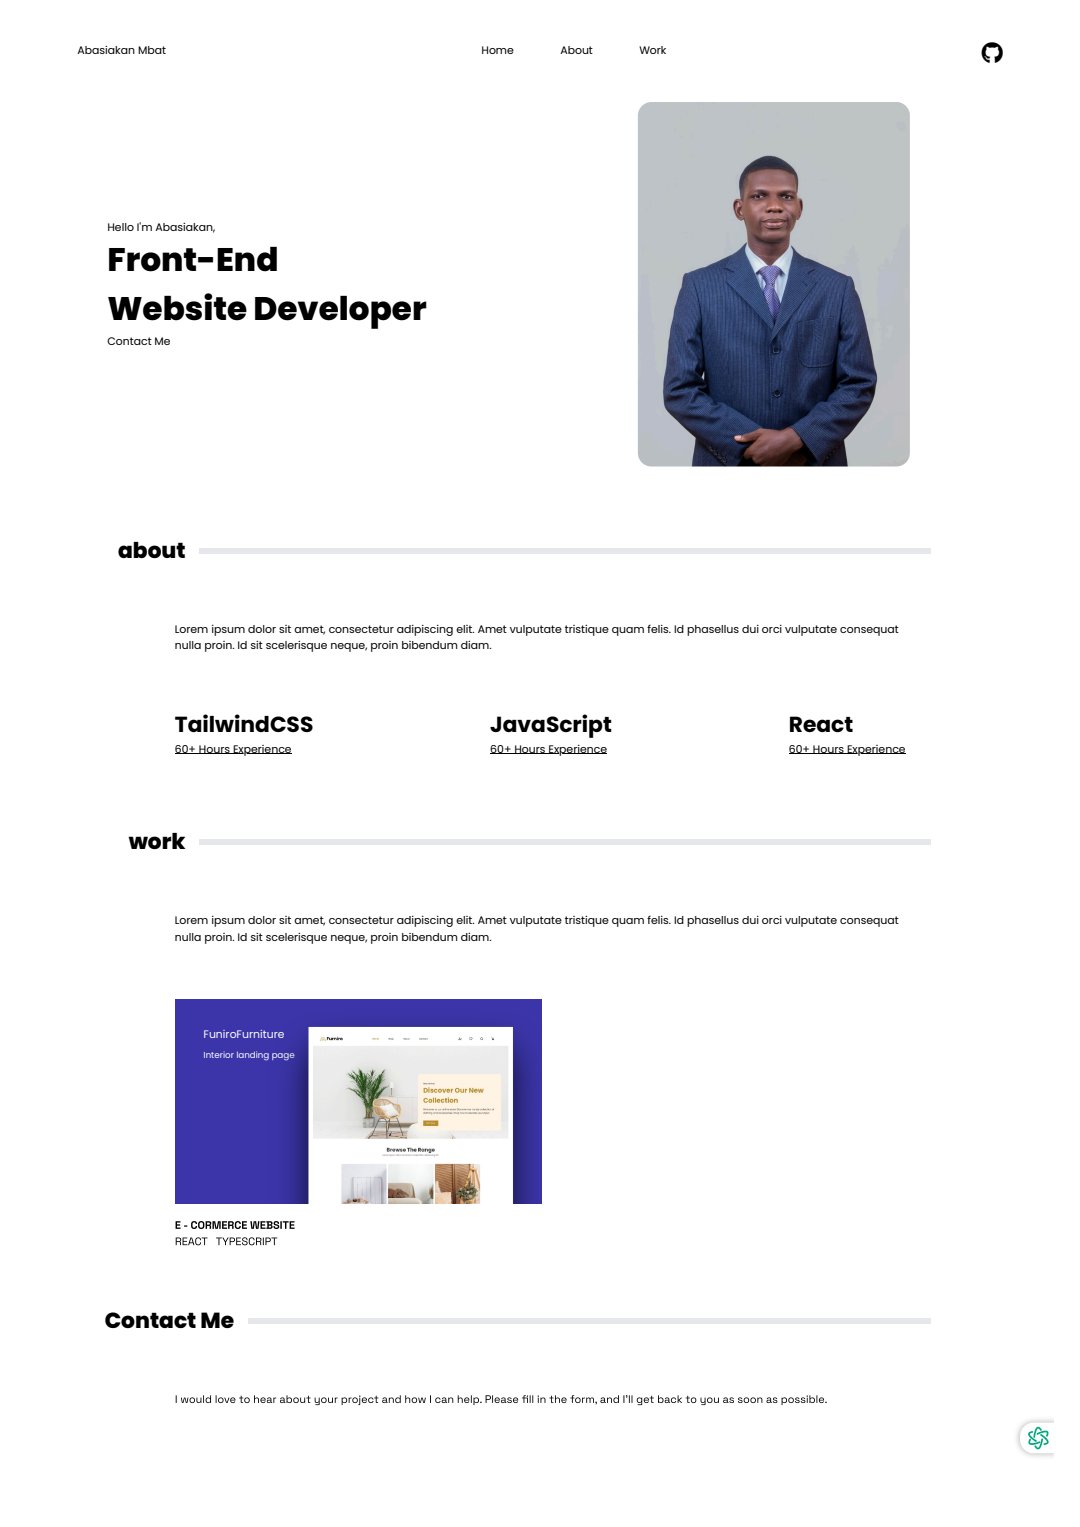 Abasiakan Mbat
Home About Work
Hello I'm Abasiakan,
Front-End
Website Developer
Contact Me
about
Lorem ipsum dolor sit amet, consectetur adipiscing elit. Amet vulputate tristique quam felis. Id phasellus dui orci vulputate consequat
nulla proin. Id sit scelerisque neque, proin bibendum diam.
TailwindCSS JavaScript React
60+ Hours Experience 60+ Hours Experience 60+ Hours Experience
work
Lorem ipsum dolor sit amet, consectetur adipiscing elit. Amet vulputate tristique quam felis. Id phasellus dui orci vulputate consequat
nulla proin. Id sit scelerisque neque, proin bibendum diam.
FuniroFurniture
Interior landing page
Furniro
Discover Our New
Collection
Browse The Range
E - CORMERCE WEBSITE
REACT TYPESCRIPT
Contact Me
I would love to hear about your project and how I can help. Please fill in the form, and I'll get back to you as soon as possible.